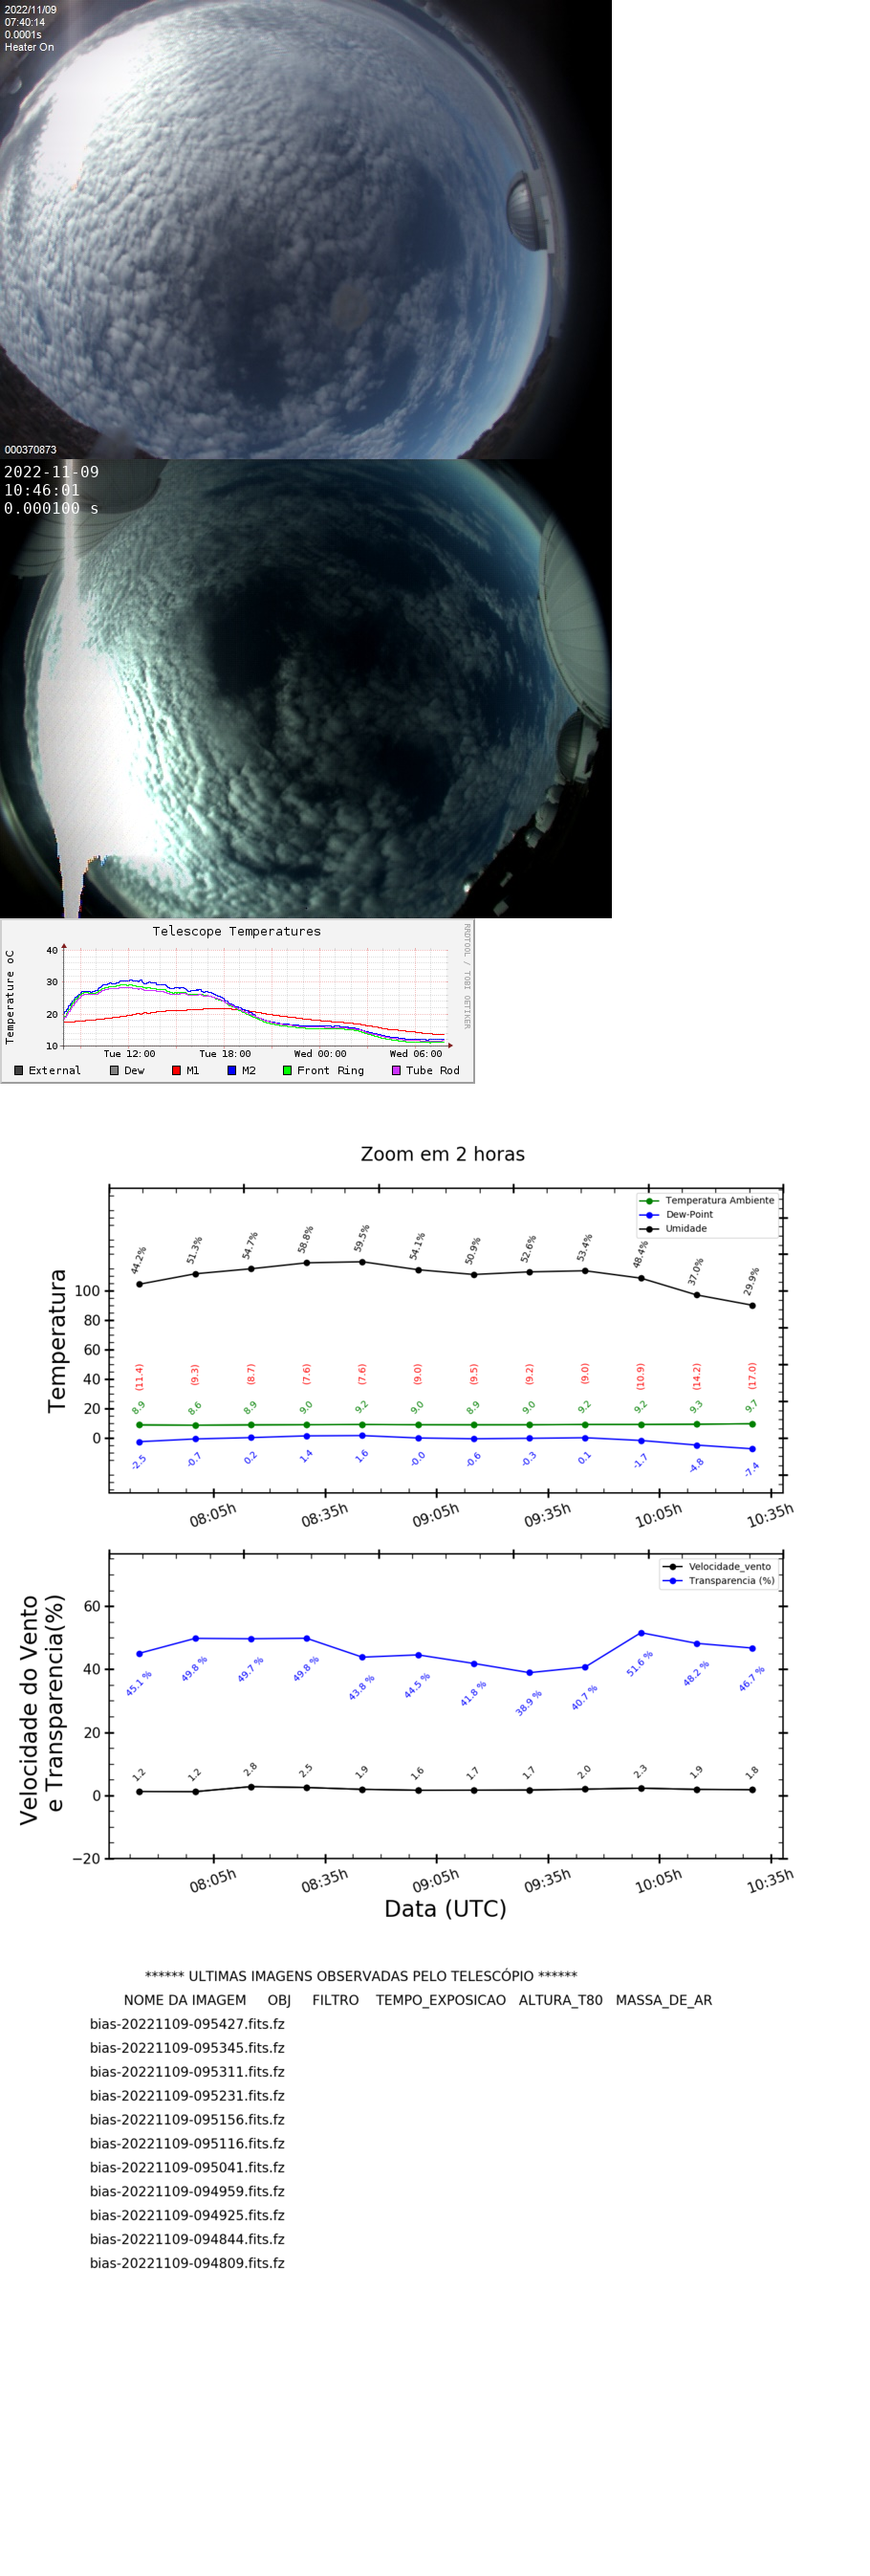 2022/11/09
07:40:14
0.0001s
Heater On
000370873
2022-11-09
10:46:01
0.000100 s
Telescope Temperatures
RRDTOOL / TOBI OETIKER
Temperature oC
40
30
20
10
Tue 12:00 Tue 18:00 Wed 00:00 Wed 06:00
External Dew M1 M2 Front Ring Tube Rod
Zoom em 2 horas
Temperatura Ambiente
Dew-Point
Umidade
Temperatura
100
80
60
40
20
0
44.2% 51.3% 54.7% 58.8% 59.5% 54.1% 50.9% 52.6% 53.4% 48.4% 37.0% 29.9%
(11.4) (9.3) (8.7) (7.6) (7.6) (9.0) (9.5) (9.2) (9.0) (10.9) (14.2) (17.0)
8.9 8.6 8.9 9.0 9.2 9.0 8.9 9.0 9.2 9.2 9.3 9.7
-2.5 -0.7 0.2 1.4 1.6 -0.0 -0.6 -0.3 0.1 -1.7 -4.8 -7.4
08:05h 08:35h 09:05h 09:35h 10:05h 10:35h
Velocidade_vento
Transparencia (%)
Velocidade do Vento
e Transparencia(%)
60
40
20
0
−20
45.1 % 49.8 % 49.7 % 49.8 % 43.8 % 44.5 % 41.8 % 38.9 % 40.7 % 51.6 % 48.2 % 46.7 %
1.2 1.2 2.8 2.5 1.9 1.6 1.7 1.7 2.0 2.3 1.9 1.8
08:05h 08:35h 09:05h 09:35h 10:05h 10:35h
Data (UTC)
****** ULTIMAS IMAGENS OBSERVADAS PELO TELESCÓPIO ******
NOME DA IMAGEM OBJ FILTRO TEMPO_EXPOSICAO ALTURA_T80 MASSA_DE_AR
bias-20221109-095427.fits.fz
bias-20221109-095345.fits.fz
bias-20221109-095311.fits.fz
bias-20221109-095231.fits.fz
bias-20221109-095156.fits.fz
bias-20221109-095116.fits.fz
bias-20221109-095041.fits.fz
bias-20221109-094959.fits.fz
bias-20221109-094925.fits.fz
bias-20221109-094844.fits.fz
bias-20221109-094809.fits.fz